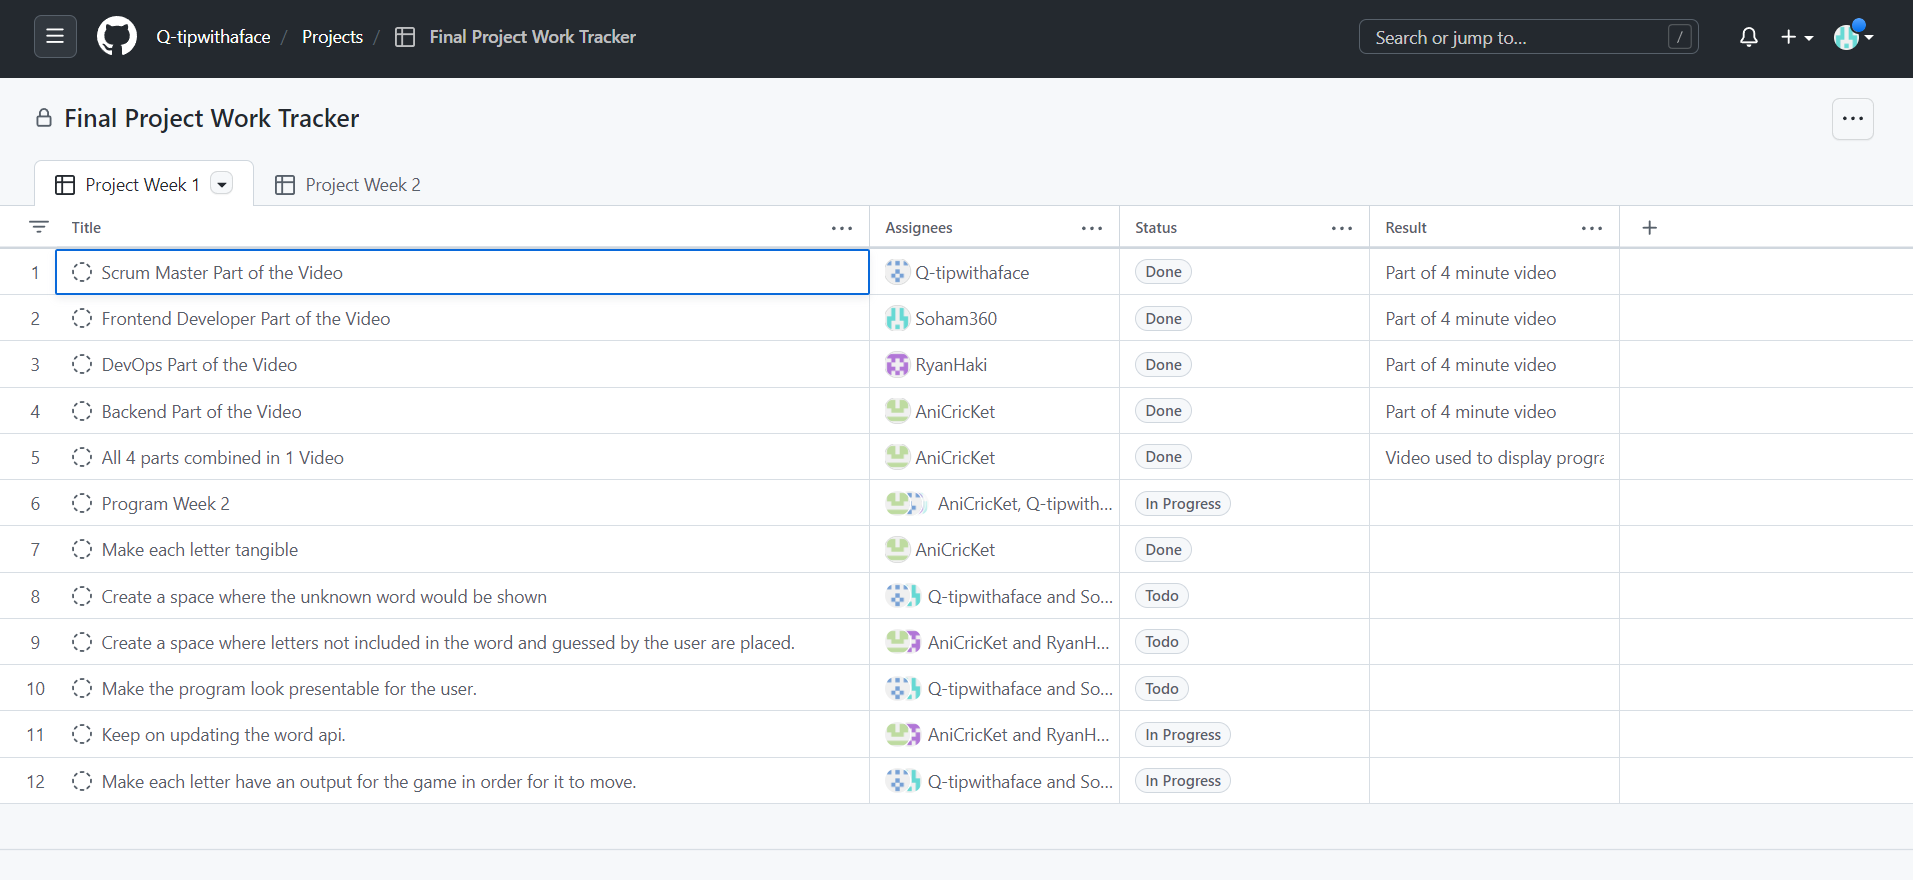 Q-tipwithaface / Projects / Final Project Work Tracker Search or jump to... /
Final Project Work Tracker
Project Week 1 Project Week 2
Title Assignees Status Result
1 Scrum Master Part of the Video Q-tipwithaface Done Part of 4 minute video
2 Frontend Developer Part of the Video Soham360 Done Part of 4 minute video
3 DevOps Part of the Video RyanHaki Done Part of 4 minute video
4 Backend Part of the Video AniCricKet Done Part of 4 minute video
5 All 4 parts combined in 1 Video AniCricKet Done Video used to display progra
6 Program Week 2 AniCricKet, Q-tipwith... In Progress
7 Make each letter tangible AniCricKet Done
8 Create a space where the unknown word would be shown Q-tipwithaface and So... Todo
9 Create a space where letters not included in the word and guessed by the user are placed. AniCricKet and RyanH... Todo
10 Make the program look presentable for the user. Q-tipwithaface and So... Todo
11 Keep on updating the word api. AniCricKet and RyanH... In Progress
12 Make each letter have an output for the game in order for it to move. Q-tipwithaface and So... In Progress